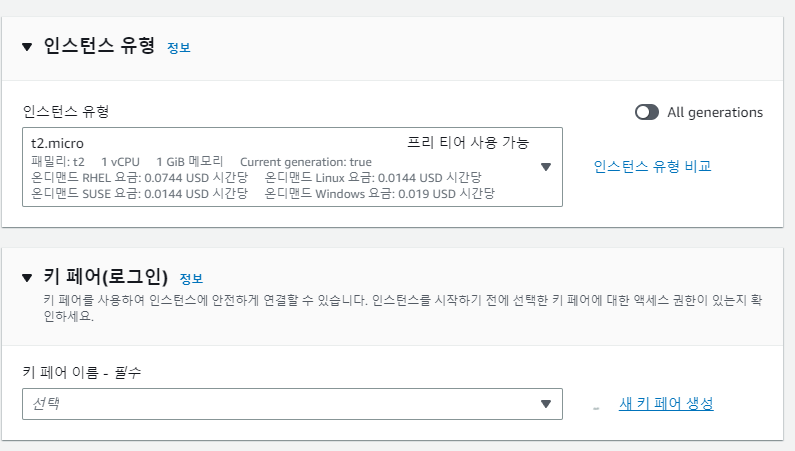 인스턴스 유형 정보
인스턴스 유형
All generations
t2.micro 프리 티어 사용 가능
패밀리: t2 1 vCPU 1 GiB 메모리 Current generation: true
온디맨드 RHEL 요금: 0.0744 USD 시간당 온디맨드 Linux 요금: 0.0144 USD 시간당
온디맨드 SUSE 요금: 0.0144 USD 시간당 온디맨드 Windows 요금: 0.019 USD 시간당
인스턴스 유형 비교
키 페어(로그인) 정보
키 페어를 사용하여 인스턴스에 안전하게 연결할 수 있습니다. 인스턴스를 시작하기 전에 선택한 키 페어에 대한 액세스 권한이 있는지 확
인하세요.
키 페어 이름 - 필수
선택
새 키 페어 생성